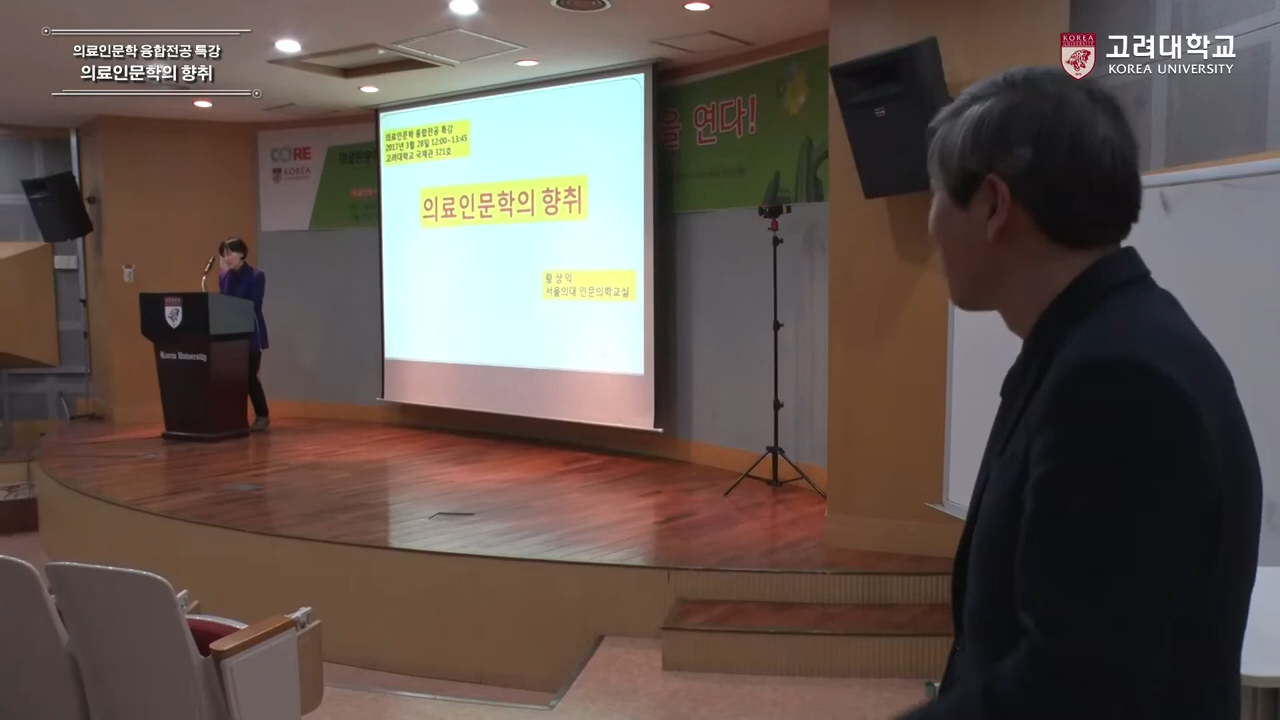 의료인문학 융합전공 특강
의료인문학의 향취
고려대학교
KOREA UNIVERSITY
의료인문학 융합전공 특강
2017년 3월 28일 12:00~13:45
고려대학교 국제관 321호
의료인문학의 향취
황 상 익
서울의대 인문의학교실
CORE
KOREA
을 연다!
Korea University